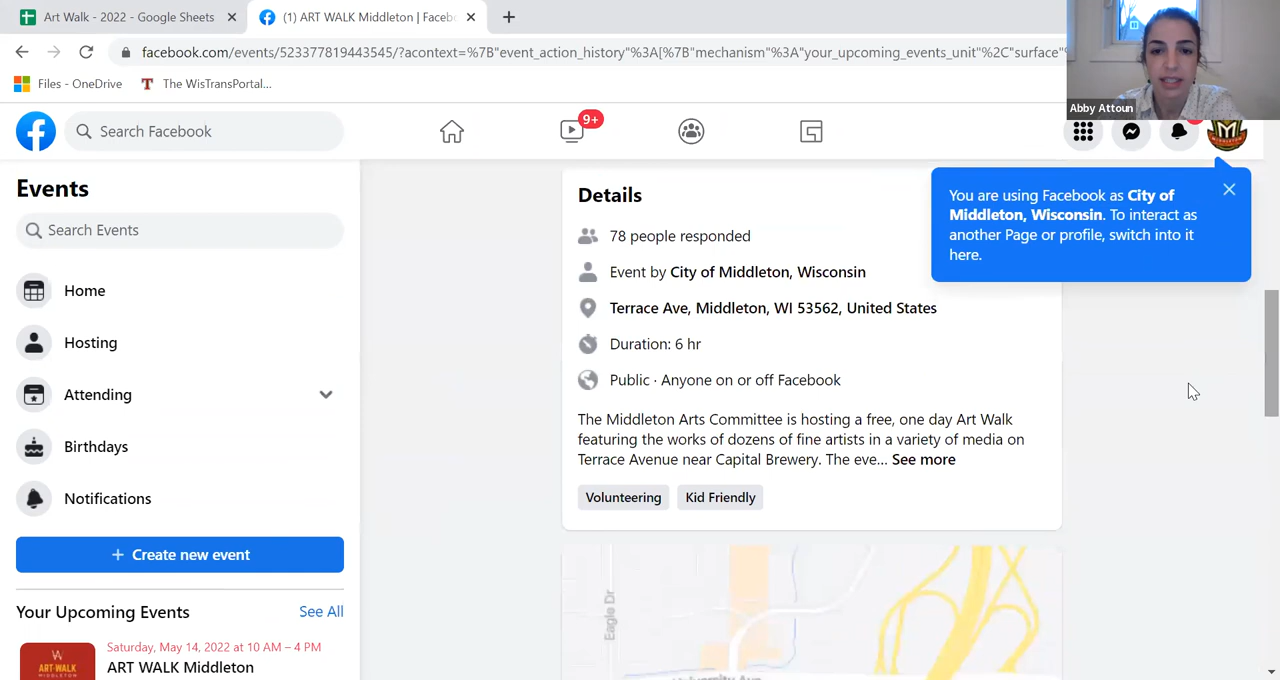 Art Walk - 2022 - Google Sheets
(1) ART WALK Middleton | Faceb
facebook.com/events/523377819443545/?acontext=%7B"event_action_history"%3A[%7B"mechanism"%3A"your_upcoming_events_unit"%2C"surface"
Files - OneDrive
The WisTransPortal...
Abby Attoun
Search Facebook
9+
Events
Search Events
Home
Hosting
Attending
Birthdays
Notifications
+ Create new event
Your Upcoming Events
See All
Saturday, May 14, 2022 at 10 AM – 4 PM
ART WALK Middleton
ART·WALK
MIDDLETON
Details
78 people responded
Event by City of Middleton, Wisconsin
Terrace Ave, Middleton, WI 53562, United States
Duration: 6 hr
Public · Anyone on or off Facebook
The Middleton Arts Committee is hosting a free, one day Art Walk
featuring the works of dozens of fine artists in a variety of media on
Terrace Avenue near Capital Brewery. The eve... See more
Volunteering
Kid Friendly
Eagle Dr
University Ave
You are using Facebook as City of
Middleton, Wisconsin. To interact as
another Page or profile, switch into it
here.